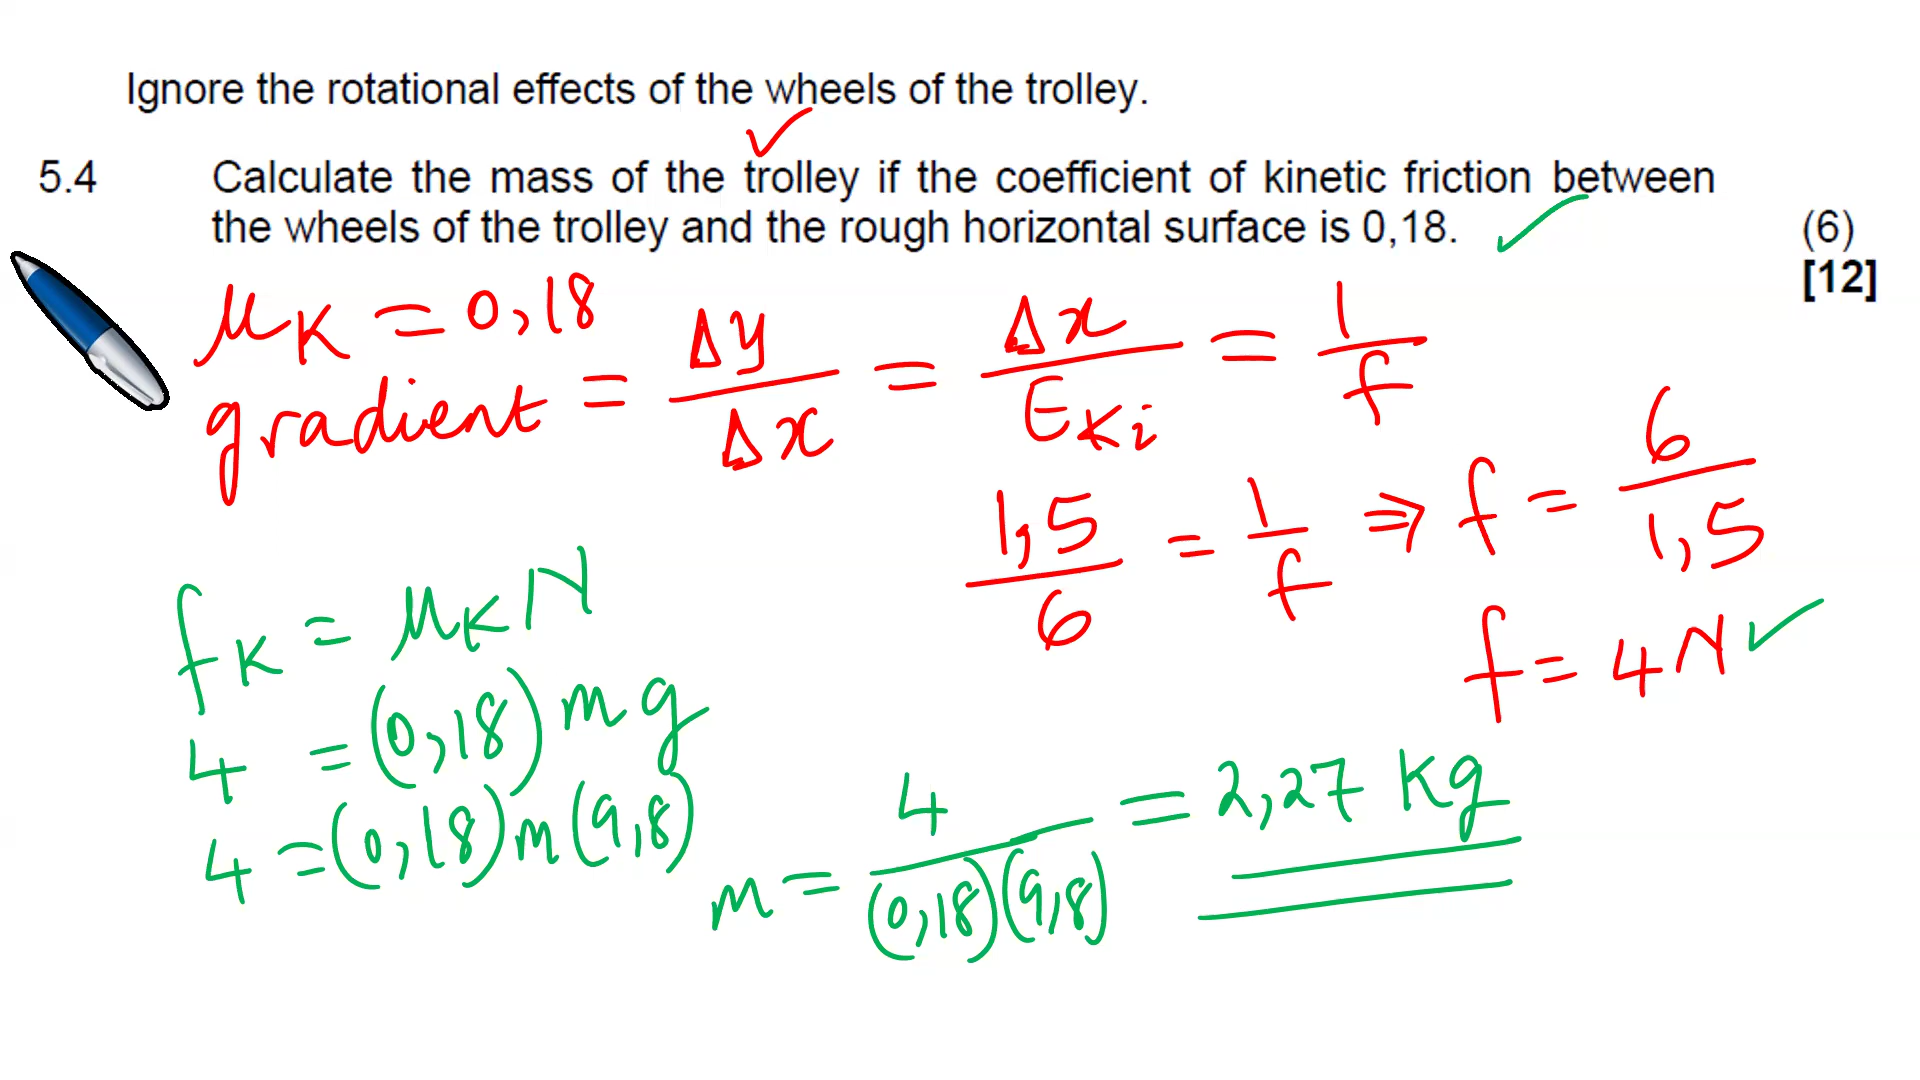 Ignore the rotational effects of the wheels of the trolley.
5.4 Calculate the mass of the trolley if the coefficient of kinetic friction between
the wheels of the trolley and the rough horizontal surface is 0,18. (6)
[12]
μK = 0,18
gradient = Δy/Δx = Δx/EKi = 1/f
1,5/6 = 1/f ⇒ f = 6/1,5
f = 4N
fK = μKN
4 = (0,18)mg
4 = (0,18)m(9,8)
m = 4/(0,18)(9,8) = 2,27 kg